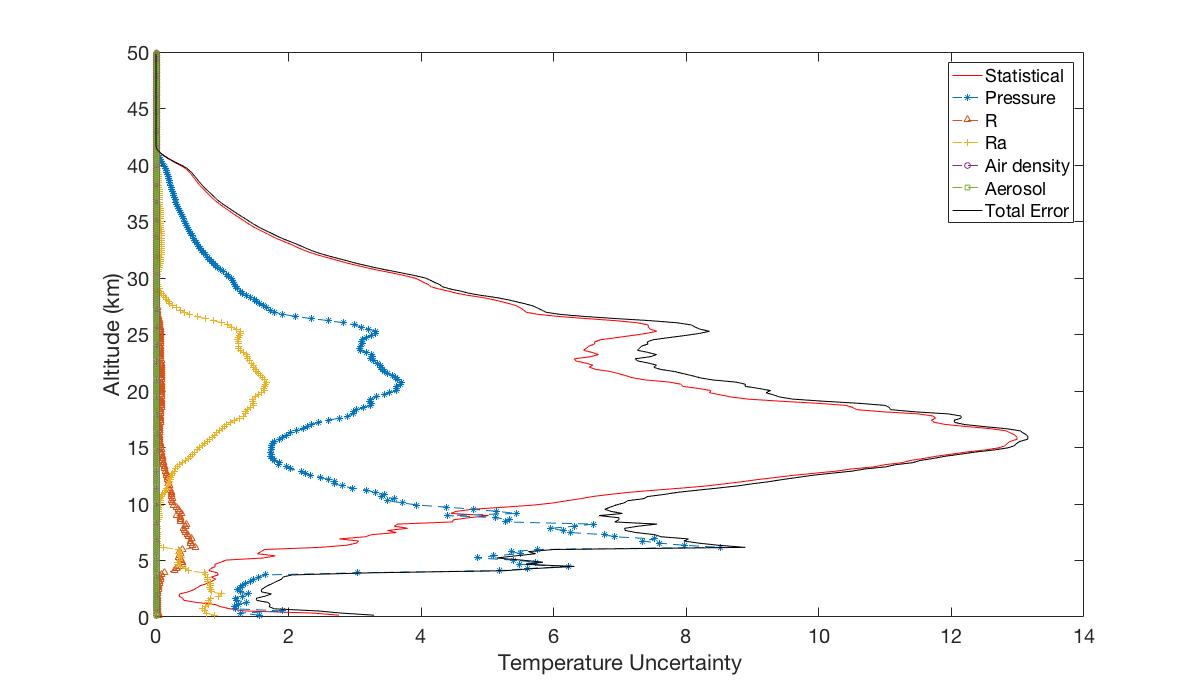 50
45
40
35
30
25
20
15
10
5
0
Altitude (km)
Statistical
Pressure
R
Ra
Air density
Aerosol
Total Error
0 2 4 6 8 10 12 14
Temperature Uncertainty